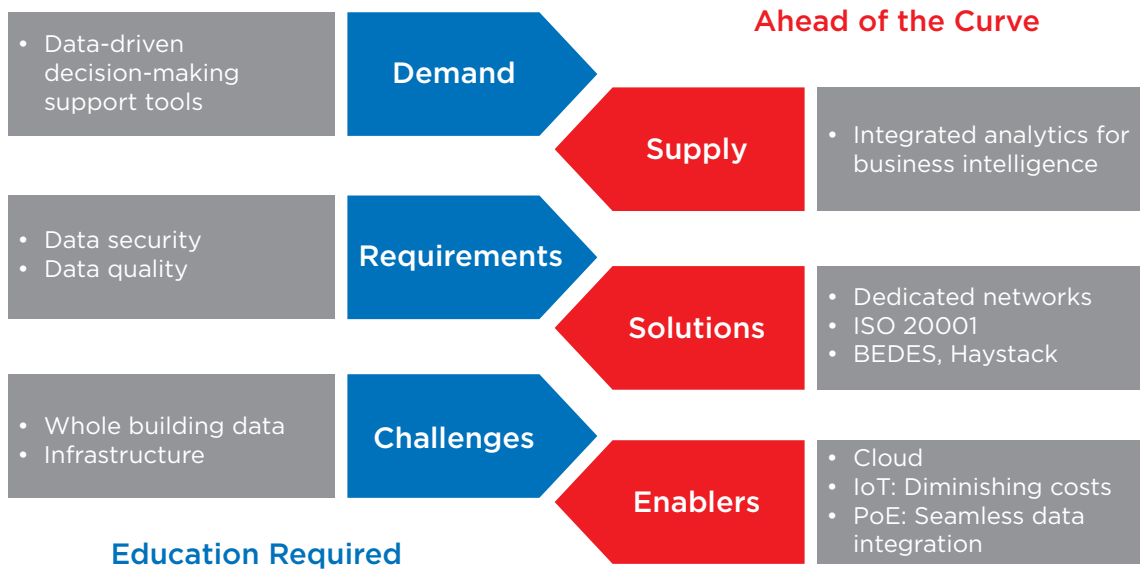 Ahead of the Curve
• Data-driven
decision-making
support tools
Demand
Supply
• Integrated analytics for
business intelligence
• Data security
• Data quality
Requirements
Solutions
• Dedicated networks
• ISO 20001
• BEDES, Haystack
• Whole building data
• Infrastructure
Challenges
Enablers
• Cloud
• IoT: Diminishing costs
• PoE: Seamless data
integration
Education Required